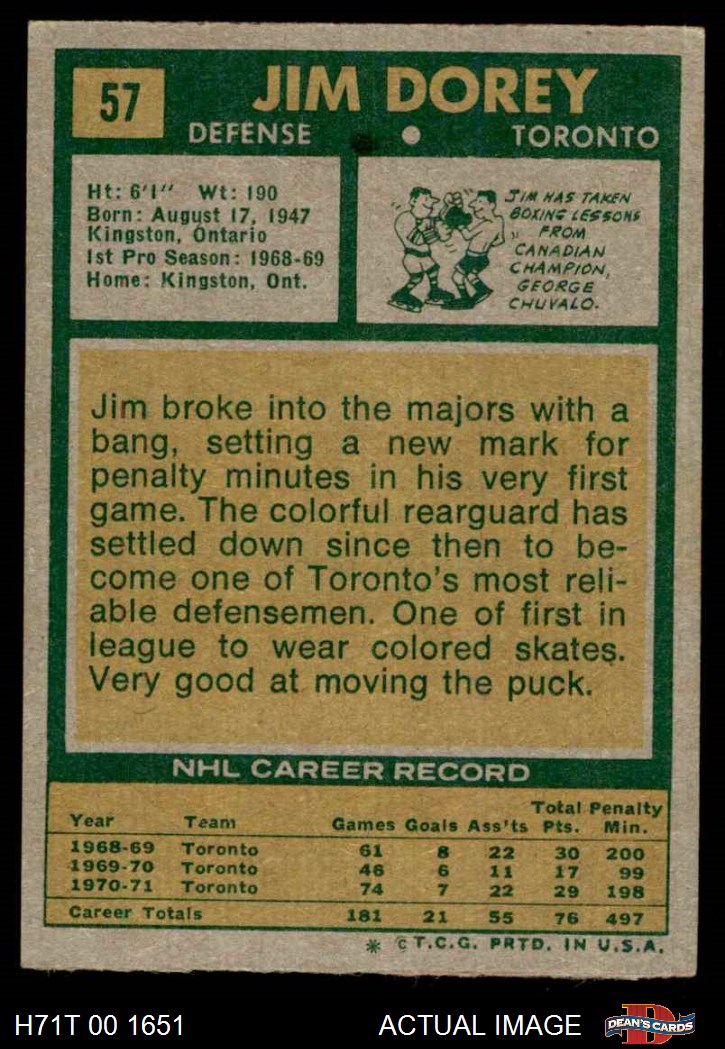 57
JIM DOREY
DEFENSE
TORONTO
Ht: 6'1" Wt: 190
Born: August 17, 1947
Kingston, Ontario
1st Pro Season: 1968-69
Home: Kingston, Ont.
JIM HAS TAKEN
BOXING LESSONS
FROM
CANADIAN
CHAMPION,
GEORGE
CHUVALO.
Jim broke into the majors with a
bang, setting a new mark for
penalty minutes in his very first
game. The colorful rearguard has
settled down since then to be-
come one of Toronto's most reli-
able defensemen. One of first in
league to wear colored skates.
Very good at moving the puck.
NHL CAREER RECORD
Year Team Games Goals Ass'ts Total Pts. Penalty Min.
1968-69 Toronto 61 8 22 30 200
1969-70 Toronto 46 6 11 17 99
1970-71 Toronto 74 7 22 29 198
Career Totals 181 21 55 76 497
* © T.C.G. PRTD. IN U.S.A.
H71T 00 1651
ACTUAL IMAGE
D
DEAN'S CARDS